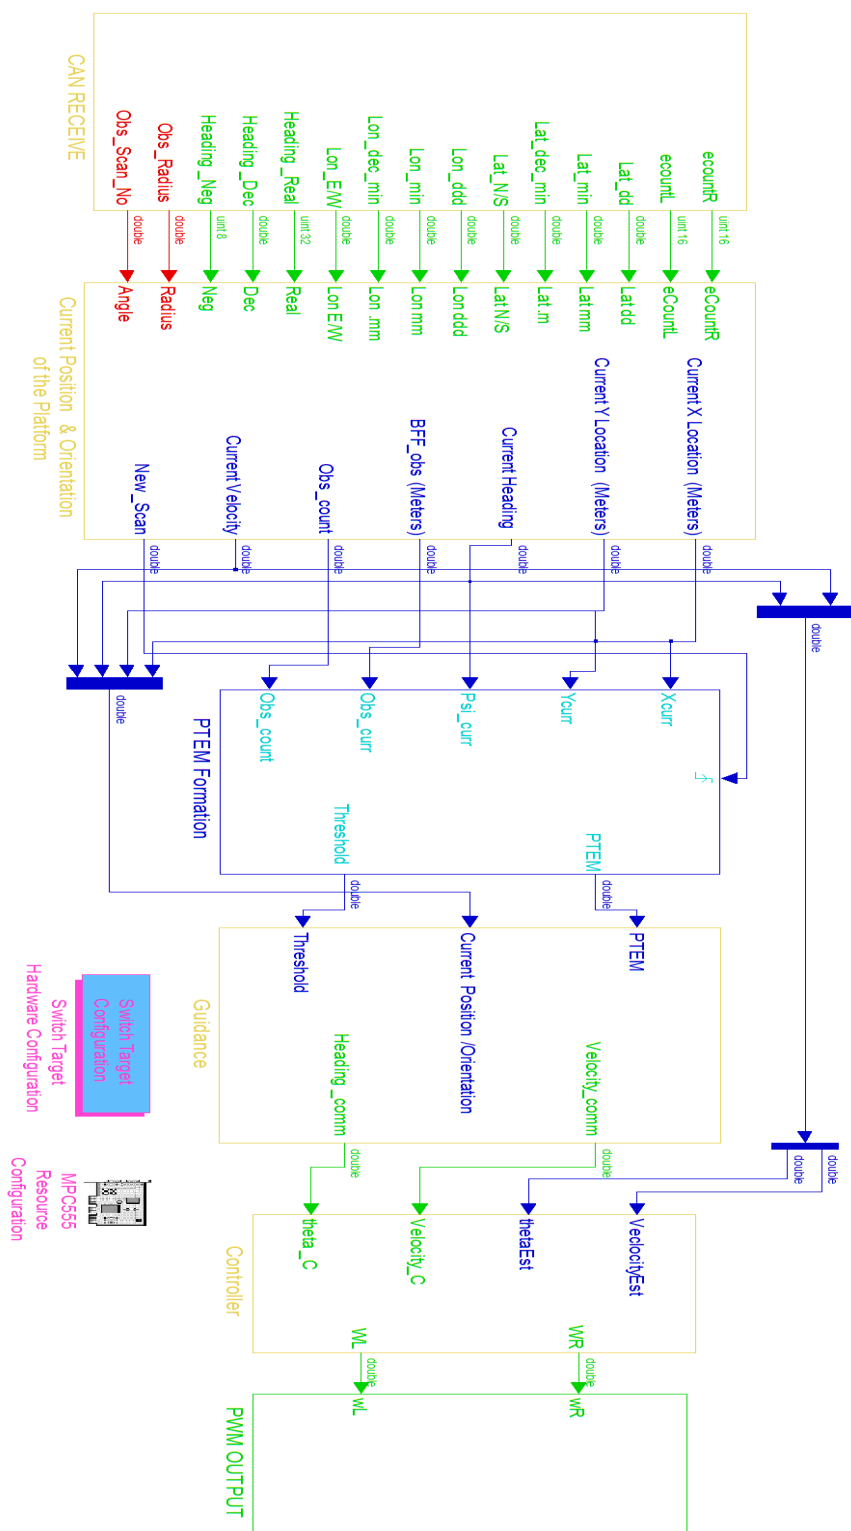 ecountR
uint 16
eCountR
ecountL
uint 16
eCountL
Lat_dd
double
Lat dd
Lat_min
double
Lat mm
Lat_dec_min
double
Lat .m
Lat_N/S
double
Lat N/S
Lon_ddd
double
Lon ddd
Lon_min
double
Lon mm
Lon_dec_min
double
Lon .mm
Lon_E/W
double
Lon E/W
Heading_Real
uint 32
Real
Heading_Dec
double
Dec
Heading_Neg
uint 8
Neg
Obs_Radius
double
Radius
Obs_Scan_No
double
Angle
CAN RECEIVE
Current X Location (Meters)
double
Current Y Location (Meters)
double
Current Heading
double
BFF_obs (Meters)
double
Obs_count
double
Current Velocity
double
New_Scan
double
Current Position & Orientation
of the Platform
double
double
Xcurr
Ycurr
Psi_curr
Obs_curr
Obs_count
PTEM
double
Threshold
double
PTEM Formation
PTEM
Current Position /Orientation
Threshold
Velocity_comm
double
Heading_comm
double
Guidance
double
double
VeclocityEst
thetaEst
Velocity_C
theta_C
WR
double
WL
double
Controller
wR
wL
PWM OUTPUT
Switch Target
Configuration
Switch Target
Hardware Configuration
MPC555
Resource
Configuration